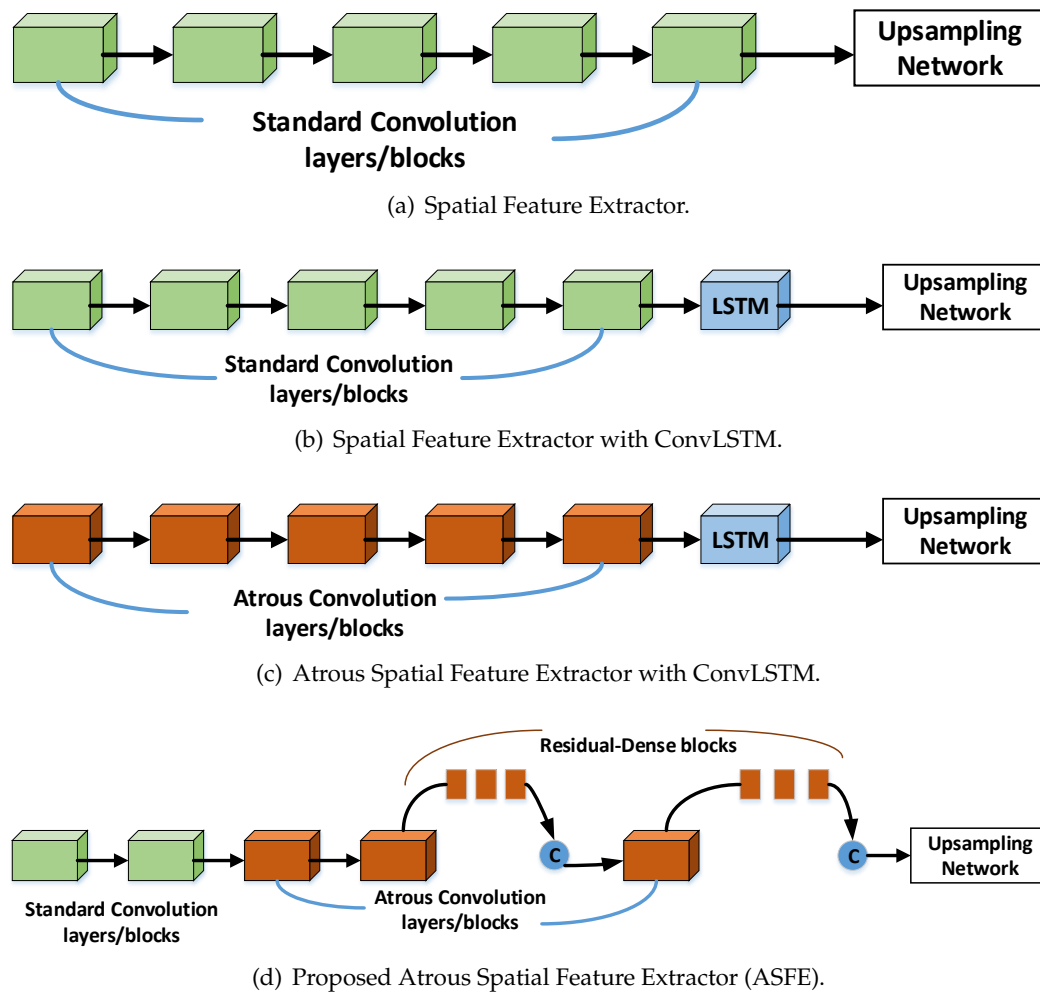 Upsampling
Network
Standard Convolution
layers/blocks
(a) Spatial Feature Extractor.
LSTM
Upsampling
Network
Standard Convolution
layers/blocks
(b) Spatial Feature Extractor with ConvLSTM.
LSTM
Upsampling
Network
Atrous Convolution
layers/blocks
(c) Atrous Spatial Feature Extractor with ConvLSTM.
Residual-Dense blocks
C
C
Upsampling
Network
Standard Convolution
layers/blocks
Atrous Convolution
layers/blocks
(d) Proposed Atrous Spatial Feature Extractor (ASFE).